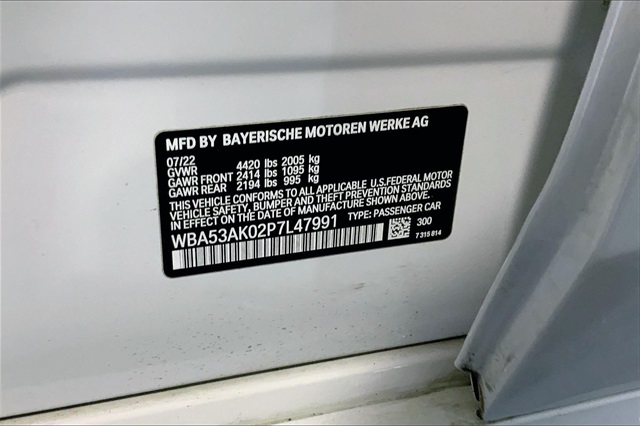 MFD BY BAYERISCHE MOTOREN WERKE AG
07/22
GVWR 4420 lbs 2005 kg
GAWR FRONT 2414 lbs 1095 kg
GAWR REAR 2194 lbs 995 kg
THIS VEHICLE CONFORMS TO ALL APPLICABLE U.S.FEDERAL MOTOR
VEHICLE SAFETY, BUMPER, AND THEFT PREVENTION STANDARDS
IN EFFECT ON THE DATE OF MANUFACTURE SHOWN ABOVE.
WBA53AK02P7L47991 TYPE: PASSENGER CAR
300
7 315 814